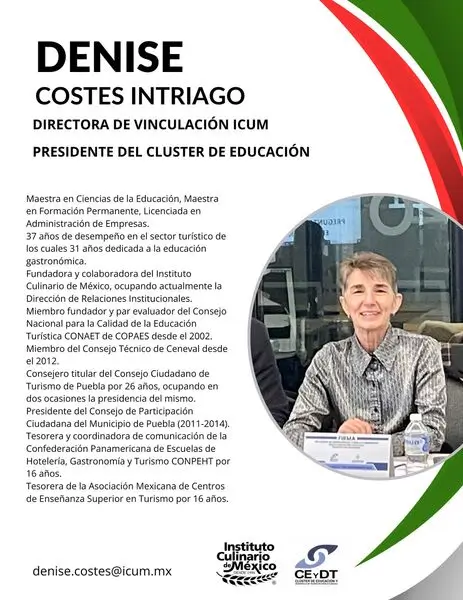 DENISE
COSTES INTRIAGO
DIRECTORA DE VINCULACIÓN ICUM
PRESIDENTE DEL CLUSTER DE EDUCACIÓN
Maestra en Ciencias de la Educación, Maestra
en Formación Permanente, Licenciada en
Administración de Empresas.
37 años de desempeño en el sector turístico de
los cuales 31 años dedicada a la educación
gastronómica.
Fundadora y colaboradora del Instituto
Culinario de México, ocupando actualmente la
Dirección de Relaciones Institucionales.
Miembro fundador y par evaluador del Consejo
Nacional para la Calidad de la Educación
Turística CONAET de COPAES desde el 2002.
Miembro del Consejo Técnico de Ceneval desde
el 2012.
Consejero titular del Consejo Ciudadano de
Turismo de Puebla por 26 años, ocupando en
dos ocasiones la presidencia del mismo.
Presidente del Consejo de Participación
Ciudadana del Municipio de Puebla (2011-2014).
Tesorera y coordinadora de comunicación de la
Confederación Panamericana de Escuelas de
Hotelería, Gastronomía y Turismo CONPEHT por
16 años.
Tesorera de la Asociación Mexicana de Centros
de Enseñanza Superior en Turismo por 16 años.
FIRMA
denise.costes@icum.mx
Instituto
Culinario
de México
®
CEyDT